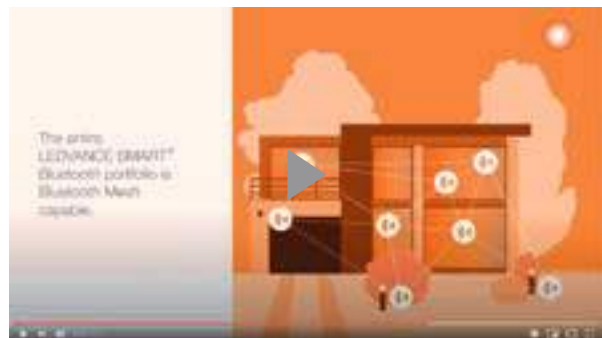 The entire
LEDVANCE SMART+
Bluetooth portfolio is
Bluetooth Mesh
capable.